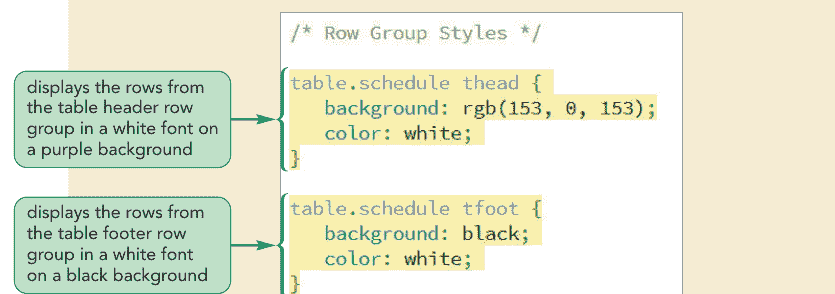 /* Row Group Styles */
displays the rows from
the table header row
group in a white font on
a purple background
table.schedule thead {
background: rgb(153, 0, 153);
color: white;
}
displays the rows from
the table footer row
group in a white font
on a black background
table.schedule tfoot {
background: black;
color: white;
}